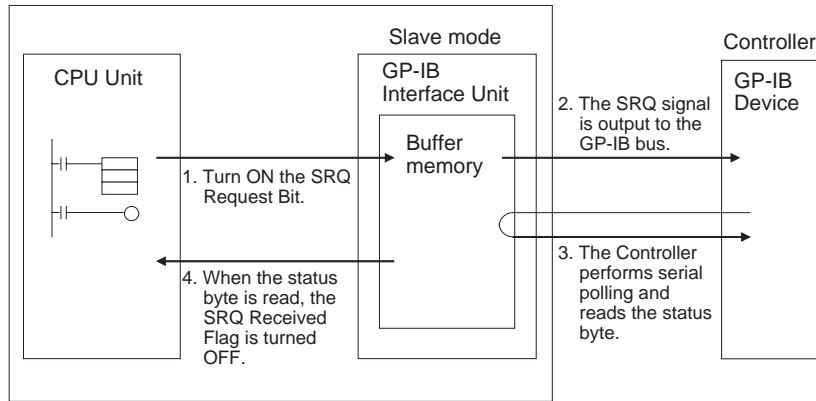 Slave mode
Controller
CPU Unit
GP-IB
Interface Unit
GP-IB
Device
Buffer
memory
1. Turn ON the SRQ
Request Bit.
2. The SRQ signal
is output to the
GP-IB bus.
3. The Controller
performs serial
polling and
reads the status
byte.
4. When the status
byte is read, the
SRQ Received
Flag is turned
OFF.